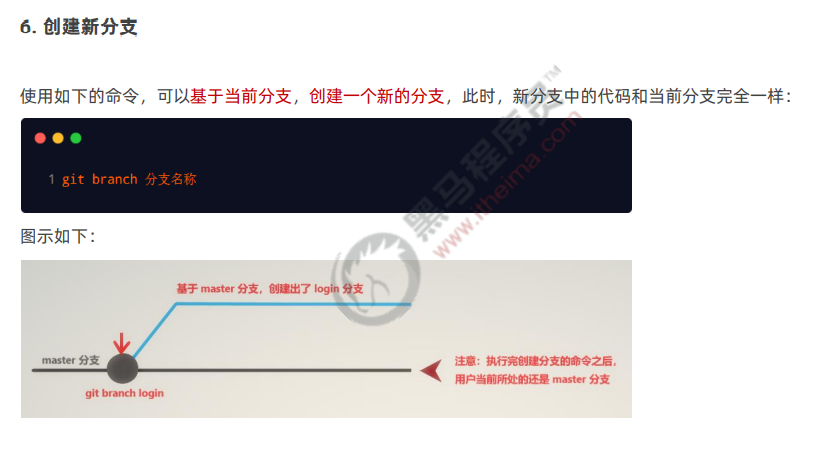 6. 创建新分支
使用如下的命令，可以基于当前分支，创建一个新的分支，此时，新分支中的代码和当前分支完全一样：
1 git branch 分支名称
图示如下：
基于 master 分支，创建出了 login 分支
master 分支
git branch login
注意：执行完创建分支的命令之后，
用户当前所处的还是 master 分支
黑马程序员™
www.itheima.com